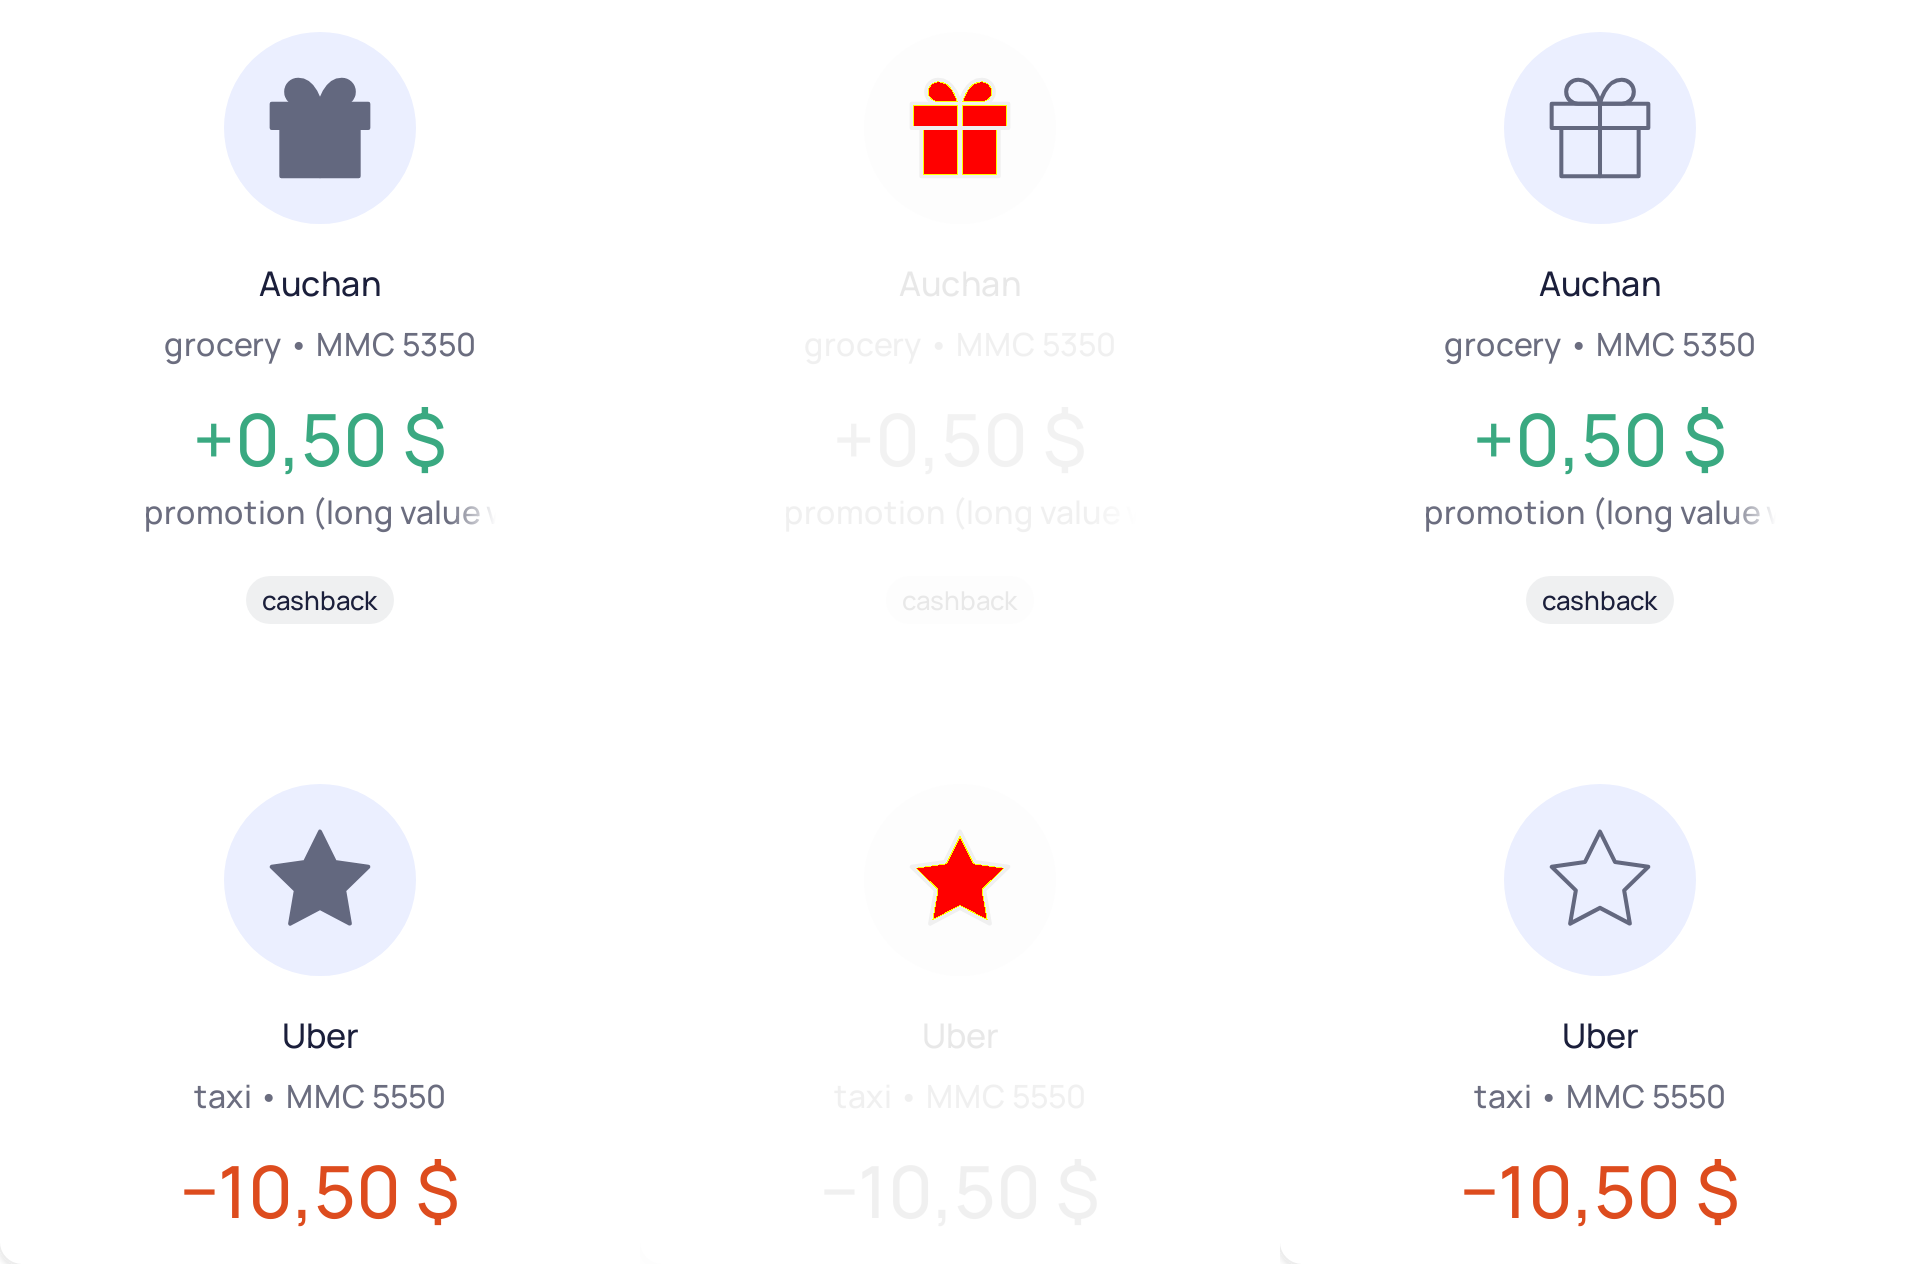 Auchan
grocery • MMC 5350
+0,50 $
promotion (long value
cashback
Uber
taxi • MMC 5550
−10,50 $
Auchan
grocery • MMC 5350
+0,50 $
promotion (long value
cashback
Uber
taxi • MMC 5550
−10,50 $
Auchan
grocery • MMC 5350
+0,50 $
promotion (long value
cashback
Uber
taxi • MMC 5550
−10,50 $